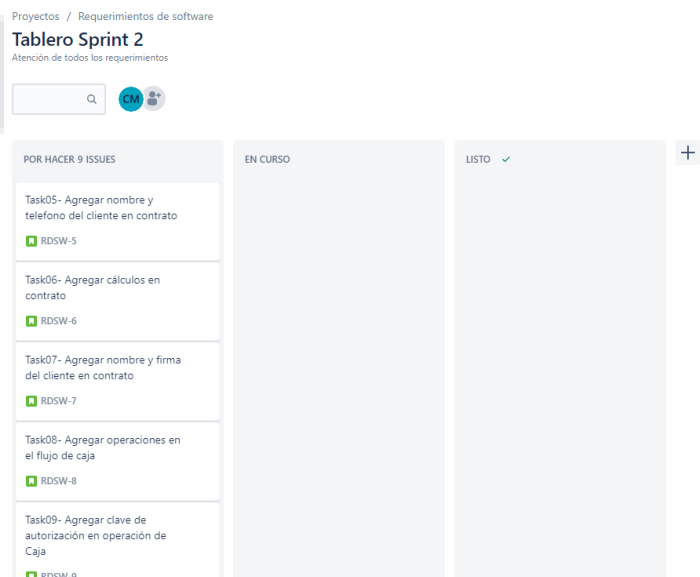 Proyectos / Requerimientos de software
Tablero Sprint 2
Atención de todos los requerimientos
CM
POR HACER 9 ISSUES
EN CURSO
LISTO
Task05- Agregar nombre y
telefono del cliente en contrato
RDSW-5
Task06- Agregar cálculos en
contrato
RDSW-6
Task07- Agregar nombre y firma
del cliente en contrato
RDSW-7
Task08- Agregar operaciones en
el flujo de caja
RDSW-8
Task09- Agregar clave de
autorización en operación de
Caja
RDSW-9